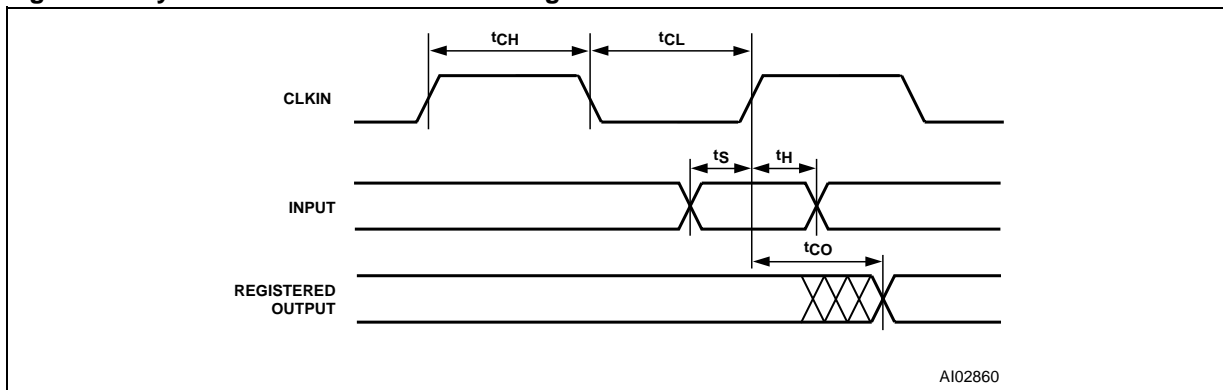 tCH
tCL
CLKIN
tS
tH
INPUT
tCO
REGISTERED
OUTPUT
AI02860